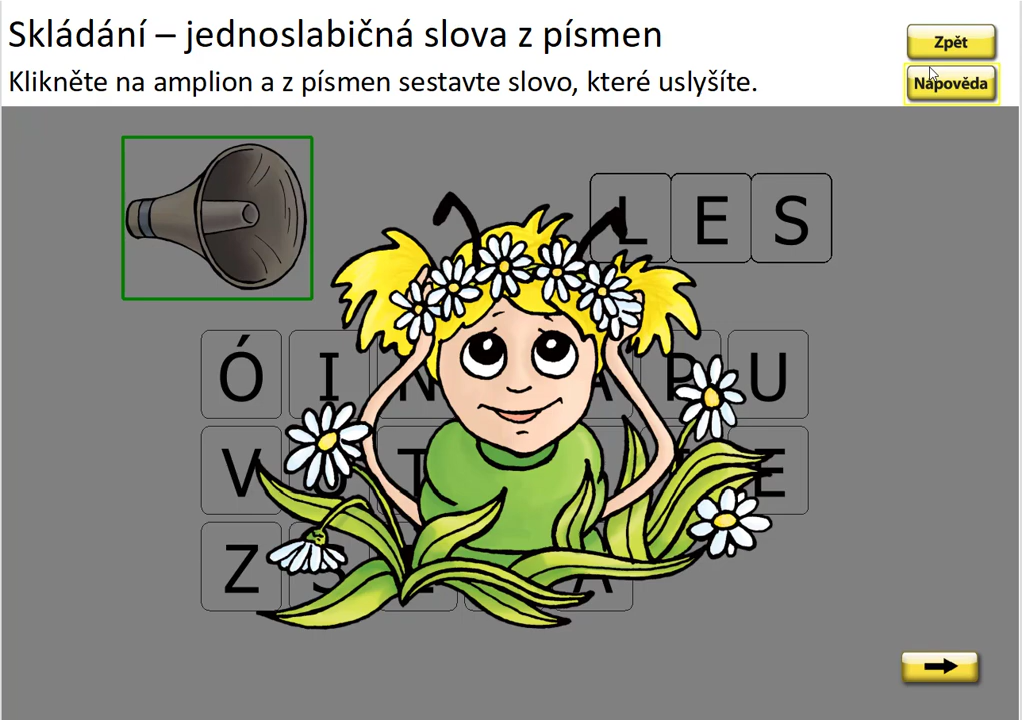 Skládání – jednoslabičná slova z písmen
Zpět
Klikněte na amplion a z písmen sestavte slovo, které uslyšíte.
Nápověda
L E S
Ó I N A P U
V T E
Z S A